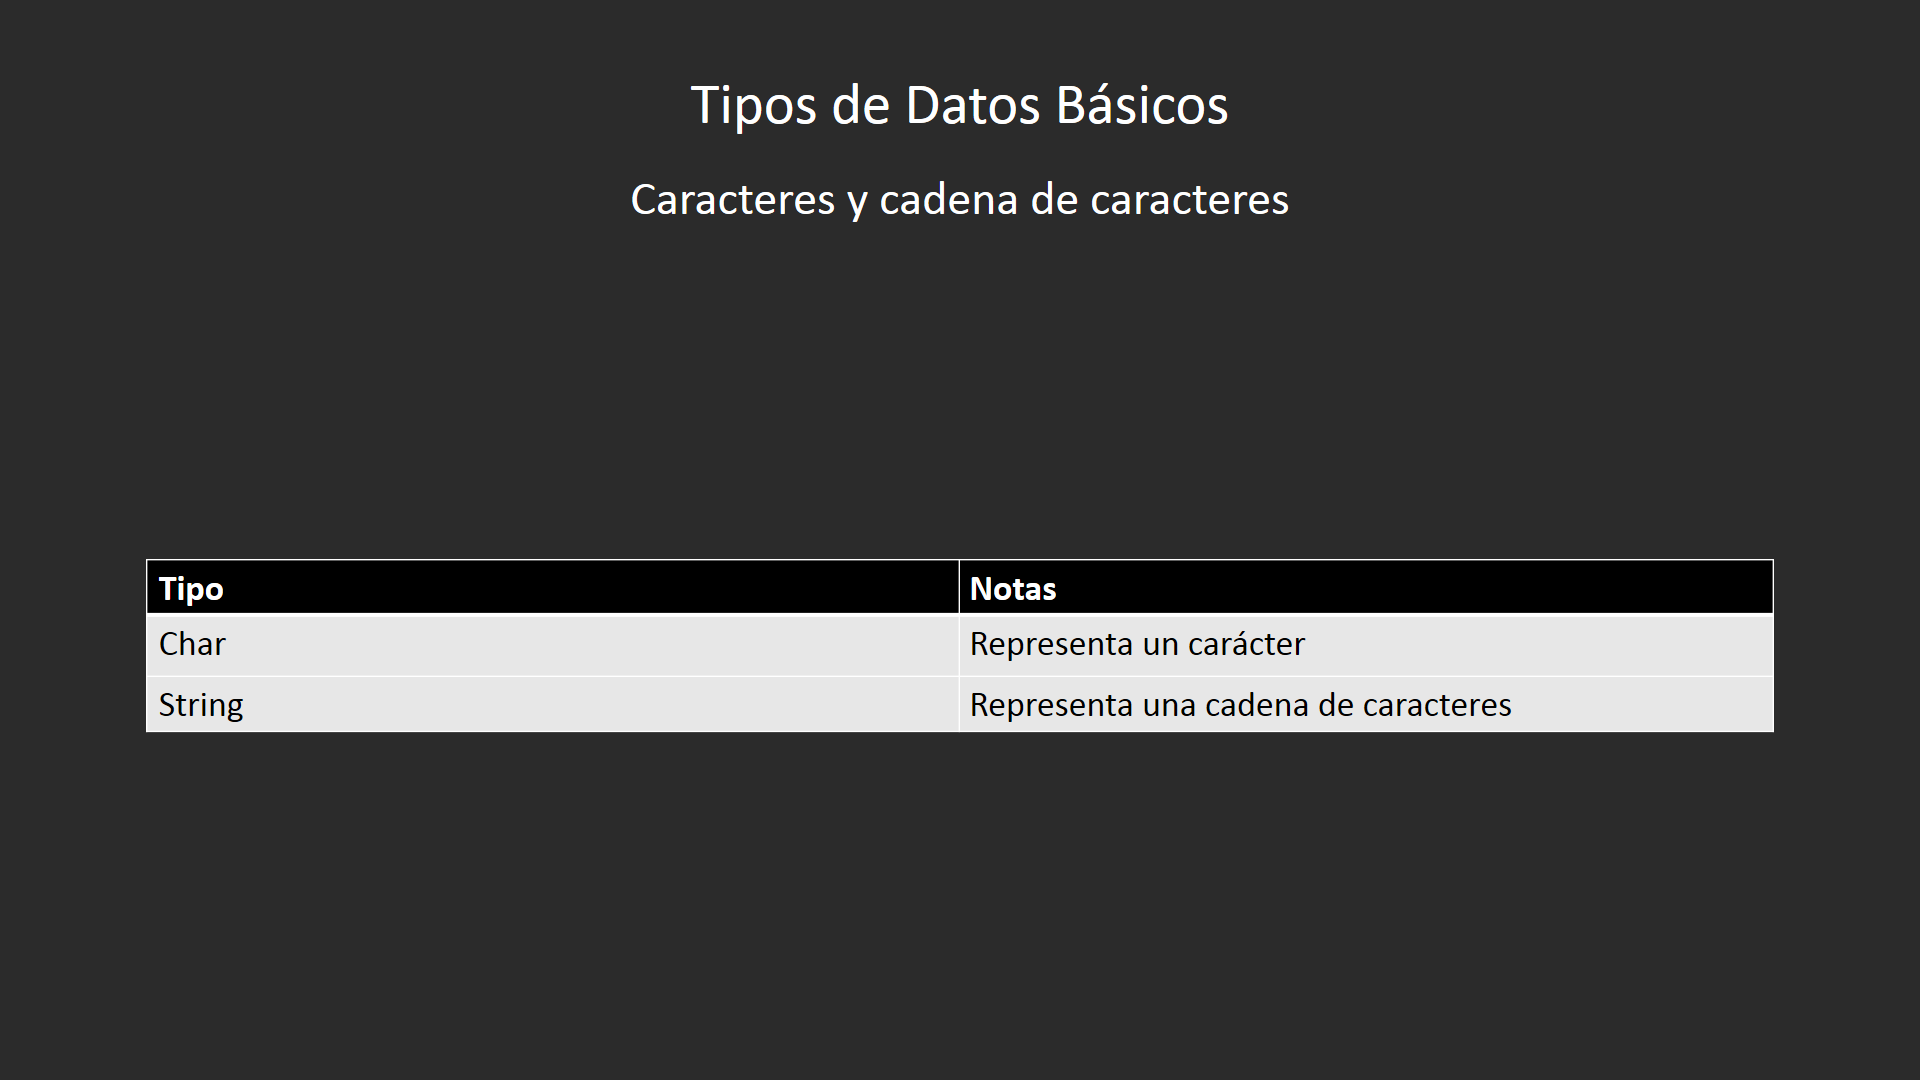 Tipos de Datos Básicos
Caracteres y cadena de caracteres
Tipo Notas
Char Representa un carácter
String Representa una cadena de caracteres